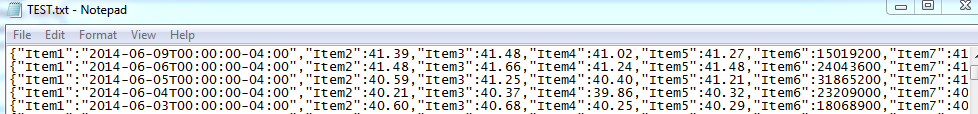 TEST.txt - Notepad
File Edit Format View Help
{"Item1":"2014-06-09T00:00:00-04:00","Item2":41.39,"Item3":41.48,"Item4":41.02,"Item5":41.27,"Item6":15019200,"Item7":41
{"Item1":"2014-06-06T00:00:00-04:00","Item2":41.48,"Item3":41.66,"Item4":41.24,"Item5":41.48,"Item6":24043600,"Item7":41
{"Item1":"2014-06-05T00:00:00-04:00","Item2":40.59,"Item3":41.25,"Item4":40.40,"Item5":41.21,"Item6":31865200,"Item7":41
{"Item1":"2014-06-04T00:00:00-04:00","Item2":40.21,"Item3":40.37,"Item4":39.86,"Item5":40.32,"Item6":23209000,"Item7":40
{"Item1":"2014-06-03T00:00:00-04:00","Item2":40.60,"Item3":40.68,"Item4":40.25,"Item5":40.29,"Item6":18068900,"Item7":40